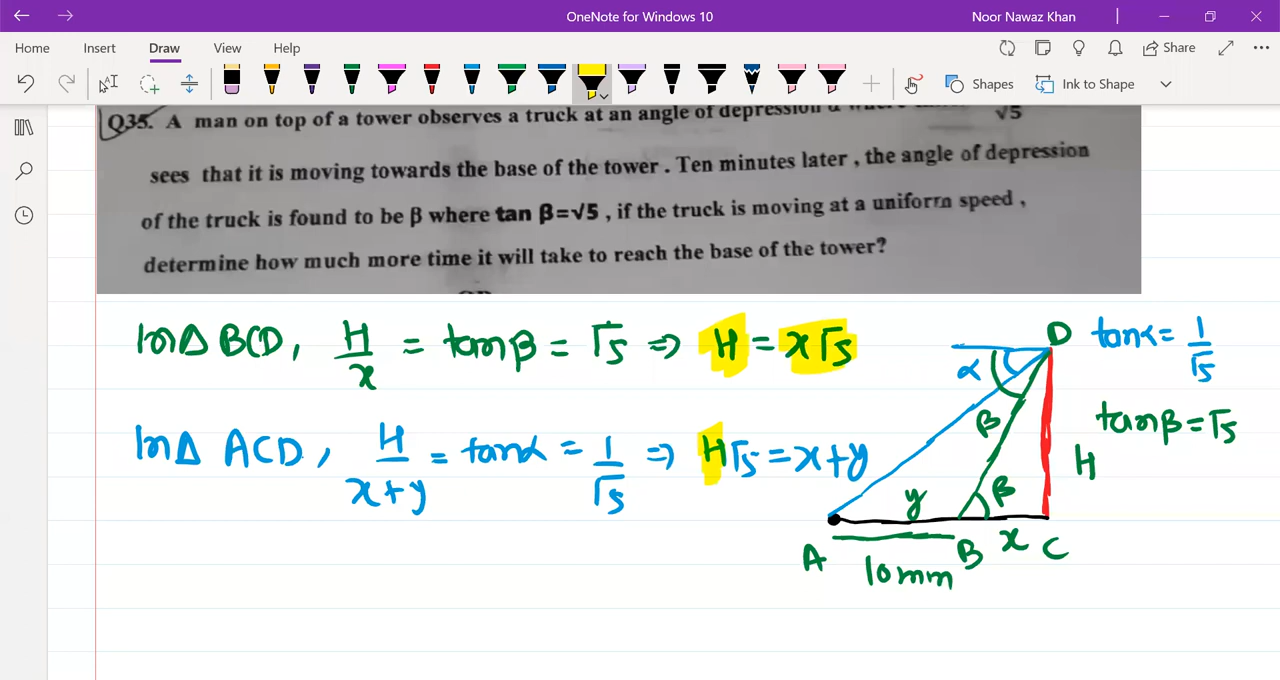 OneNote for Windows 10
Noor Nawaz Khan
Home Insert Draw View Help
Share
Shapes
Ink to Shape
Q35. A man on top of a tower observes a truck at an angle of depression α √5
sees that it is moving towards the base of the tower. Ten minutes later, the angle of depression
of the truck is found to be β where tan β=√5, if the truck is moving at a uniform speed,
determine how much more time it will take to reach the base of the tower?
In Δ BCD, H/x = tanβ = √5 ⇒ H = x√5
In Δ ACD, H/(x+y) = tanα = 1/√5 ⇒ H√5 = x+y
D
tanα = 1/√5
α
β
tanβ = √5
H
y
β
A
B
x
C
10 min